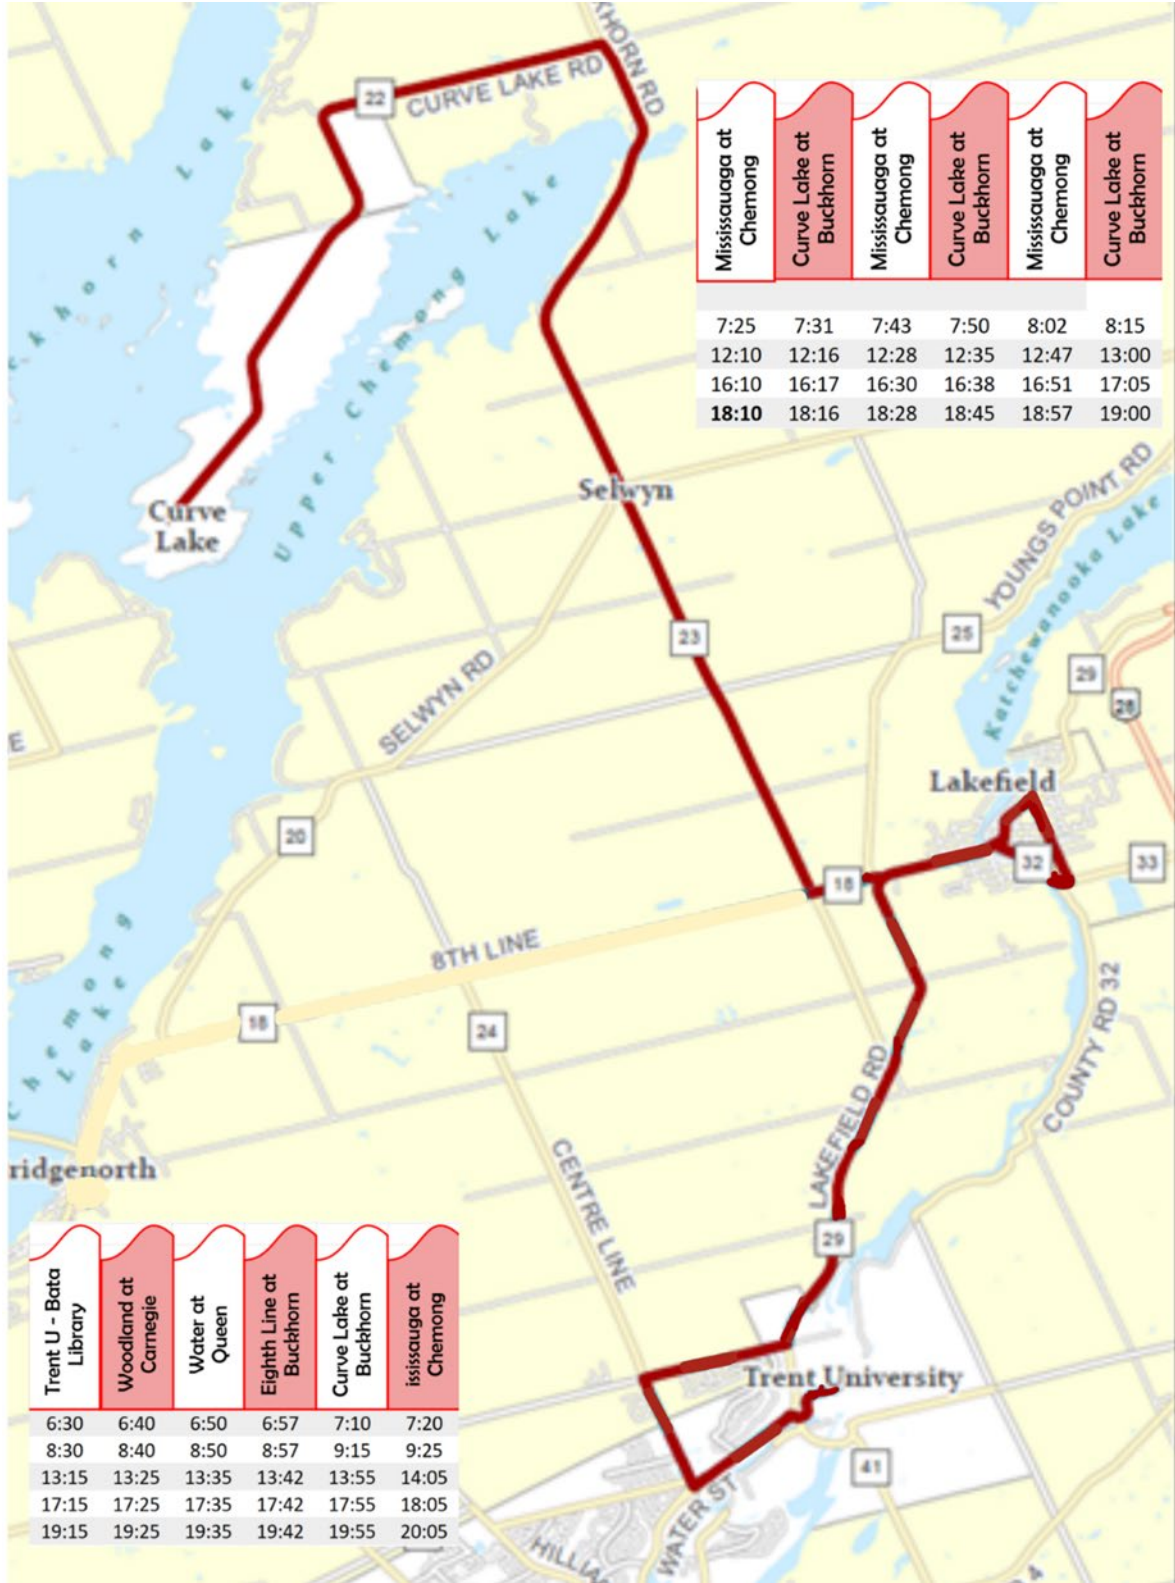 KHORN RD
22
CURVE LAKE RD
Lake
ckhorn
Upper Chemong Lake
Mississauaga at
Chemong
Curve Lake at
Buckhorn
Mississauaga at
Chemong
Curve Lake at
Buckhorn
Mississauaga at
Chemong
Curve Lake at
Buckhorn
7:25 7:31 7:43 7:50 8:02 8:15
12:10 12:16 12:28 12:35 12:47 13:00
16:10 16:17 16:30 16:38 16:51 17:05
18:10 18:16 18:28 18:45 18:57 19:00
Selwyn
Curve
Lake
YOUNGS POINT RD
Katchewanooka Lake
23
25
29
28
SELWYN RD
E
Lakefield
20
32
33
18
8TH LINE
18
24
hemong
Lake
COUNTY RD 32
LAKEFIELD RD
CENTRE LINE
ridgenorth
29
Trent University
41
WATER ST
HILLIA
D 4
Trent U - Bata
Library
Woodland at
Carnegie
Water at
Queen
Eighth Line at
Buckhorn
Curve Lake at
Buckhorn
ississauga at
Chemong
6:30 6:40 6:50 6:57 7:10 7:20
8:30 8:40 8:50 8:57 9:15 9:25
13:15 13:25 13:35 13:42 13:55 14:05
17:15 17:25 17:35 17:42 17:55 18:05
19:15 19:25 19:35 19:42 19:55 20:05